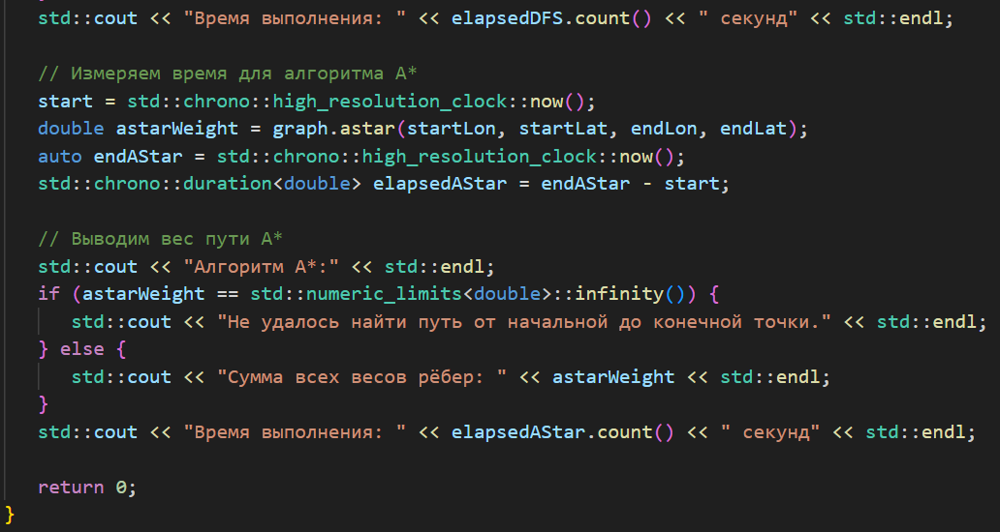 std::cout << "Время выполнения: " << elapsedDFS.count() << " секунд" << std::endl;
// Измеряем время для алгоритма A*
start = std::chrono::high_resolution_clock::now();
double astarWeight = graph.astar(startLon, startLat, endLon, endLat);
auto endAStar = std::chrono::high_resolution_clock::now();
std::chrono::duration<double> elapsedAStar = endAStar - start;
// Выводим вес пути A*
std::cout << "Алгоритм A*:" << std::endl;
if (astarWeight == std::numeric_limits<double>::infinity()) {
std::cout << "Не удалось найти путь от начальной до конечной точки." << std::endl;
} else {
std::cout << "Сумма всех весов рёбер: " << astarWeight << std::endl;
}
std::cout << "Время выполнения: " << elapsedAStar.count() << " секунд" << std::endl;
return 0;
}